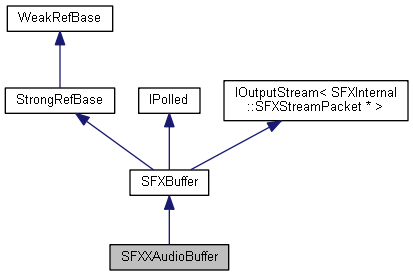 WeakRefBase
StrongRefBase
IPolled
IOutputStream< SFXInternal
::SFXStreamPacket * >
SFXBuffer
SFXXAudioBuffer